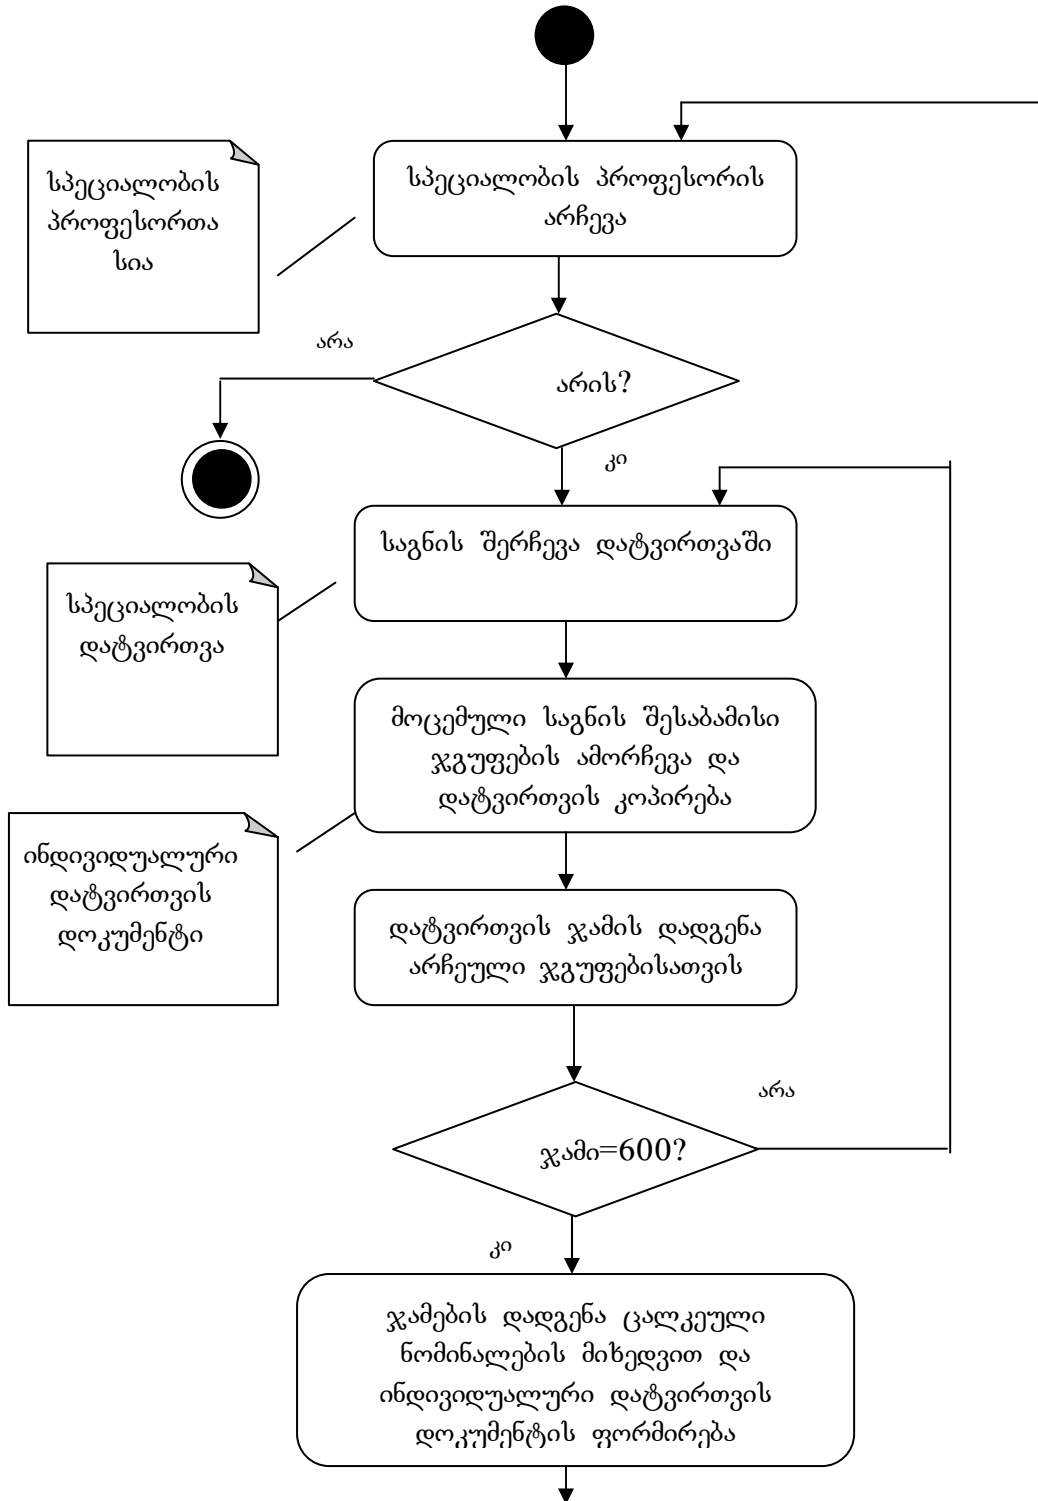 სპეციალობის
პროფესორთა
სია
სპეციალობის პროფესორის
არჩევა
არა
არის?
კი
საგნის შერჩევა დატვირთვაში
სპეციალობის
დატვირთვა
მოცემული საგნის შესაბამისი
ჯგუფების ამორჩევა და
დატვირთვის კოპირება
ინდივიდუალური
დატვირთვის
დოკუმენტი
დატვირთვის ჯამის დადგენა
არჩეული ჯგუფებისათვის
არა
ჯამი=600?
კი
ჯამების დადგენა ცალკეული
ნომინალების მიხედვით და
ინდივიდუალური დატვირთვის
დოკუმენტის ფორმირება